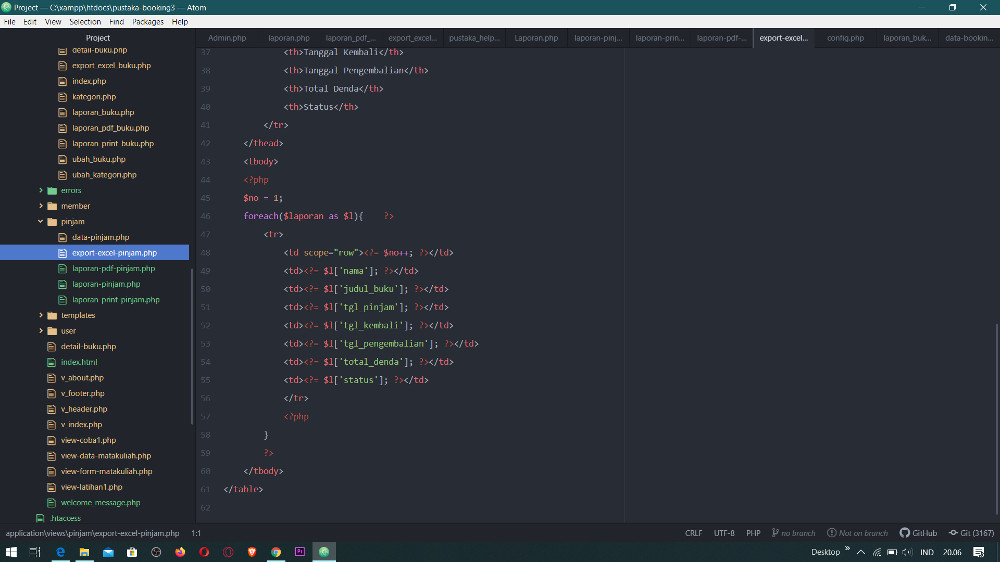 Project — C:\xampp\htdocs\pustaka-booking3 — Atom
File Edit View Selection Find Packages Help
Project
detail-buku.php
export_excel_buku.php
index.php
kategori.php
laporan_buku.php
laporan_pdf_buku.php
laporan_print_buku.php
ubah_buku.php
ubah_kategori.php
errors
member
pinjam
data-pinjam.php
export-excel-pinjam.php
laporan-pdf-pinjam.php
laporan-pinjam.php
laporan-print-pinjam.php
templates
user
detail-buku.php
index.html
v_about.php
v_footer.php
v_header.php
v_index.php
view-coba1.php
view-data-matakuliah.php
view-form-matakuliah.php
view-latihan1.php
welcome_message.php
.htaccess
Admin.php laporan.php laporan_pdf_... export_excel... pustaka_help... Laporan.php laporan-pinj... laporan-prin... laporan-pdf-... export-excel... config.php laporan_buk... data-bookin...
37 <th>Tanggal Kembali</th>
38 <th>Tanggal Pengembalian</th>
39 <th>Total Denda</th>
40 <th>Status</th>
41 </tr>
42 </thead>
43 <tbody>
44 <?php
45 $no = 1;
46 foreach($laporan as $l){    ?>
47 <tr>
48 <td scope="row"><?= $no++; ?></td>
49 <td><?= $l['nama']; ?></td>
50 <td><?= $l['judul_buku']; ?></td>
51 <td><?= $l['tgl_pinjam']; ?></td>
52 <td><?= $l['tgl_kembali']; ?></td>
53 <td><?= $l['tgl_pengembalian']; ?></td>
54 <td><?= $l['total_denda']; ?></td>
55 <td><?= $l['status']; ?></td>
56 </tr>
57 <?php
58 }
59 ?>
60 </tbody>
61 </table>
62
application\views\pinjam\export-excel-pinjam.php 1:1 CRLF UTF-8 PHP no branch Not on branch GitHub Git (3167)
Pr Desktop » IND 20.06